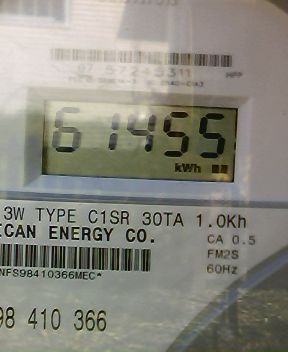 61455
kWh
3W TYPE C1SR 30TA 1.0Kh
ICAN ENERGY CO.
CA 0.5
FM2S
60Hz
NFS98410366MEC*
98 410 366